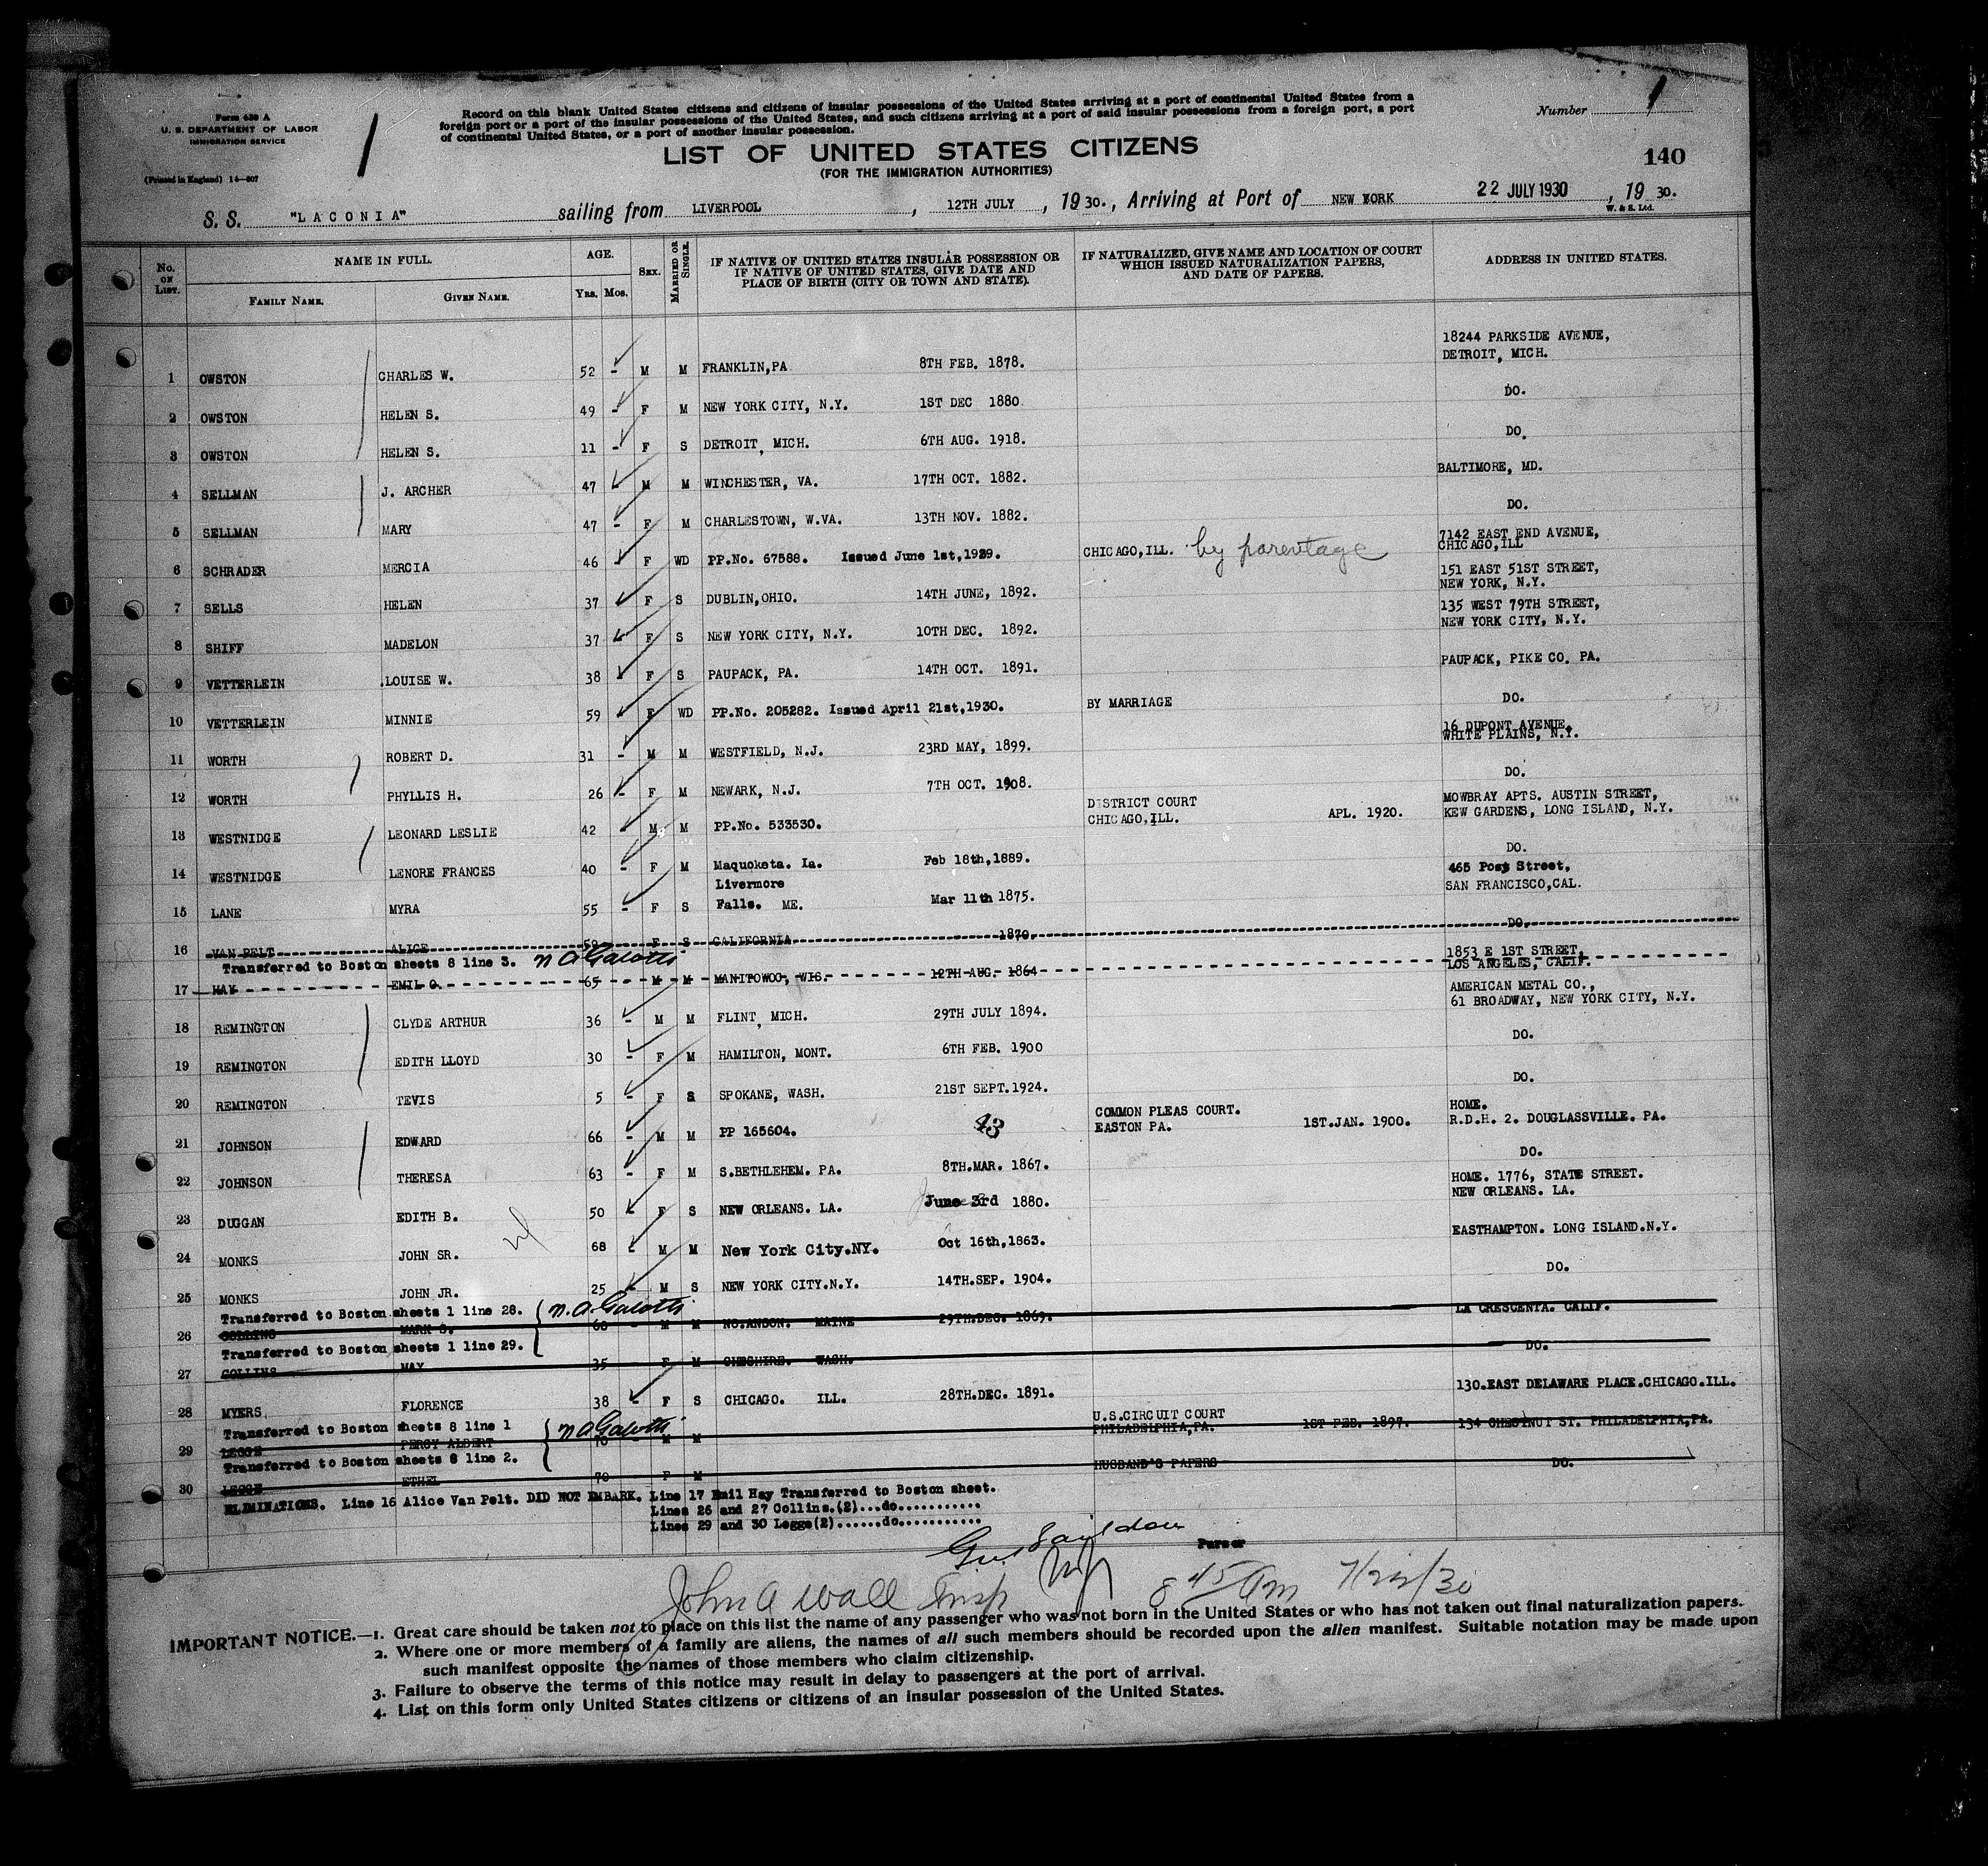 Form 630 A
U. S. DEPARTMENT OF LABOR
IMMIGRATION SERVICE
(Printed in England) 14—807
1
Record on this blank United States citizens and citizens of insular possessions of the United States arriving at a port of continental United States from a
foreign port or a port of the insular possessions of the United States, and such citizens arriving at a port of said insular possessions from a foreign port, a port
of continental United States, or a port of another insular possession.
Number 1
LIST OF UNITED STATES CITIZENS
(FOR THE IMMIGRATION AUTHORITIES)
140
S. S. "LACONIA" sailing from LIVERPOOL, 12TH JULY, 1930., Arriving at Port of NEW YORK 22 JULY 1930, 1930.
W. & S. Ltd.
No. ON LIST. NAME IN FULL. AGE. SEX. MARRIED OR SINGLE. IF NATIVE OF UNITED STATES INSULAR POSSESSION OR IF NATIVE OF UNITED STATES, GIVE DATE AND PLACE OF BIRTH (CITY OR TOWN AND STATE). IF NATURALIZED, GIVE NAME AND LOCATION OF COURT WHICH ISSUED NATURALIZATION PAPERS, AND DATE OF PAPERS. ADDRESS IN UNITED STATES.
FAMILY NAME. GIVEN NAME. YRS. MOS.
18244 PARKSIDE AVENUE,
1 OWSTON CHARLES W. 52 - M M FRANKLIN,PA 8TH FEB. 1878. DETROIT, MICH.
2 OWSTON HELEN S. 49 - F M NEW YORK CITY, N.Y. 1ST DEC 1880 DO.
3 OWSTON HELEN S. 11 - F S DETROIT, MICH. 6TH AUG. 1918. DO.
4 SELLMAN J. ARCHER 47 - M M WINCHESTER, VA. 17TH OCT. 1882. BALTIMORE, MD.
5 SELLMAN MARY 47 - F M CHARLESTOWN, W.VA. 13TH NOV. 1882. DO.
7142 EAST END AVENUE,
6 SCHRADER MERCIA 46 - F WD PP.No. 67588. Issued June 1st,1929. CHICAGO,ILL. by parentage CHICAGO,ILL
151 EAST 51ST STREET,
7 SELLS HELEN 37 F S DUBLIN,OHIO. 14TH JUNE, 1892. NEW YORK, N.Y.
135 WEST 79TH STREET,
8 SHIFF MADELON 37 - F S NEW YORK CITY, N.Y. 10TH DEC. 1892. NEW YORK CITY, N.Y.
9 VETTERLEIN LOUISE W. 38 - F S PAUPACK, PA. 14TH OCT. 1891. PAUPACK, PIKE CO. PA.
10 VETTERLEIN MINNIE 59 - F WD PP.No. 205282. Issued April 21st,1930. BY MARRIAGE DO.
16 DUPONT AVENUE,
11 WORTH ROBERT D. 31 - M M WESTFIELD, N.J. 23RD MAY, 1899. WHITE PLAINS, N.Y.
12 WORTH PHYLLIS H. 26 - F M NEWARK, N.J. 7TH OCT. 1908. DO.
DISTRICT COURT MOWBRAY APTS. AUSTIN STREET,
13 WESTNIDGE LEONARD LESLIE 42 M M PP.No. 533530. CHICAGO,ILL. APL. 1920. KEW GARDENS, LONG ISLAND, N.Y.
14 WESTNIDGE LENORE FRANCES 40 - F M Maquoketa. Ia. Feb 18th,1889. DO.
Livermore 465 Post Street,
15 LANE MYRA 55 - F S Falls. ME. Mar 11th 1875. SAN FRANCISCO,CAL.
16 VAN PELT ALICE 59 F S CALIFORNIA 1870. DO.
Transferred to Boston sheets 8 line 3. N A Galotti 1853 E 1ST STREET,
17 HAY EMIL O. 65 - M M MANITOWOC, WIS. 12TH AUG. 1864 LOS ANGELES, CALIF.
AMERICAN METAL CO.,
18 REMINGTON CLYDE ARTHUR 36 - M M FLINT, MICH. 29TH JULY 1894. 61 BROADWAY, NEW YORK CITY, N.Y.
19 REMINGTON EDITH LLOYD 30 - F M HAMILTON, MONT. 6TH FEB. 1900 DO.
20 REMINGTON TEVIS 5 - F S SPOKANE, WASH. 21ST SEPT.1924. DO.
COMMON PLEAS COURT. HOME.
21 JOHNSON EDWARD 66 - M M PP 165604. 43 EASTON PA. 1ST.JAN. 1900. R.D.H. 2. DOUGLASSVILLE. PA.
22 JOHNSON THERESA 63 - F M S.BETHLEHEM. PA. 8TH.MAR. 1867. DO.
HOME. 1776, STATE STREET.
23 DUGGAN EDITH B. 50 - F S NEW ORLEANS. LA. June 3rd 1880. NEW ORLEANS. LA.
24 MONKS JOHN SR. 68 - M M New York City.NY. Oct 16th,1863. EASTHAMPTON. LONG ISLAND.N.Y.
25 MONKS JOHN JR. 25 - M S NEW YORK CITY.N.Y. 14TH.SEP. 1904. DO.
Transferred to Boston sheets 1 line 28. N.A. Galotti
26 COLLINS MARK S. 60 M M NO.ANSON. MAINE 29TH.DEC. 1869. LA CRESCENTA. CALIF.
Transferred to Boston sheets 1 line 29.
27 COLLINS MAY 35 F M CHESHIRE. WASH. DO.
28 MYERS FLORENCE 38 - F S CHICAGO. ILL. 28TH.DEC. 1891. 130.EAST DELAWARE PLACE.CHICAGO.ILL.
Transferred to Boston sheets 8 line 1 N A Galotti U.S.CIRCUIT COURT
29 LEGGE PERCY ALBERT 70 M M PHILADELPHIA,PA. 1ST FEB. 1897. 134 CHESTNUT ST. PHILADELPHIA,PA.
Transferred to Boston sheets 8 line 2.
30 LEGGE ETHEL 70 F M HUSBAND'S PAPERS DO.
ELIMINATIONS. Line 16 Alice Van Pelt. DID NOT EMBARK. Line 17 Emil Hay Transferred to Boston sheet.
Lines 26 and 27 Collins.(2)...do...........
Lines 29 and 30 Legge(2)......do...........
Purser
John A Wall Insp 8 45 Am 7/22/30
IMPORTANT NOTICE.—1. Great care should be taken not to place on this list the name of any passenger who was not born in the United States or who has not taken out final naturalization papers.
2. Where one or more members of a family are aliens, the names of all such members should be recorded upon the alien manifest. Suitable notation may be made upon
such manifest opposite the names of those members who claim citizenship.
3. Failure to observe the terms of this notice may result in delay to passengers at the port of arrival.
4. List on this form only United States citizens or citizens of an insular possession of the United States.